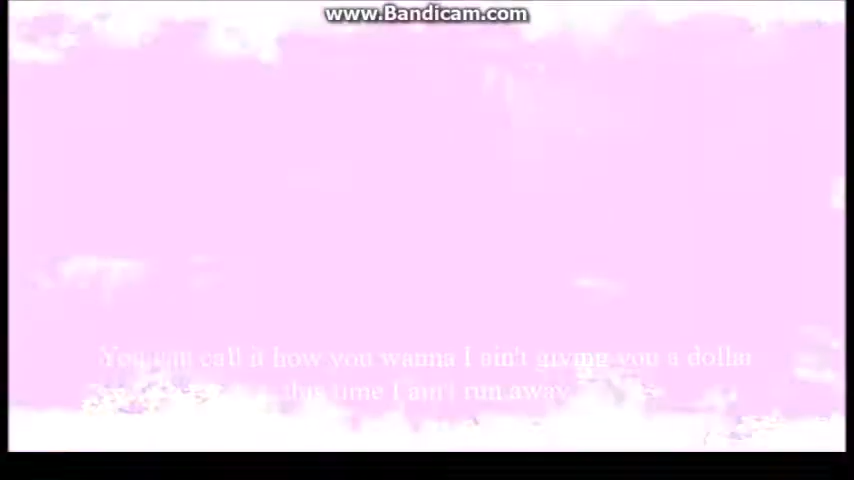 www.Bandicam.com
You can call it how you wanna I ain't giving you a dollar
this time I ain't run away